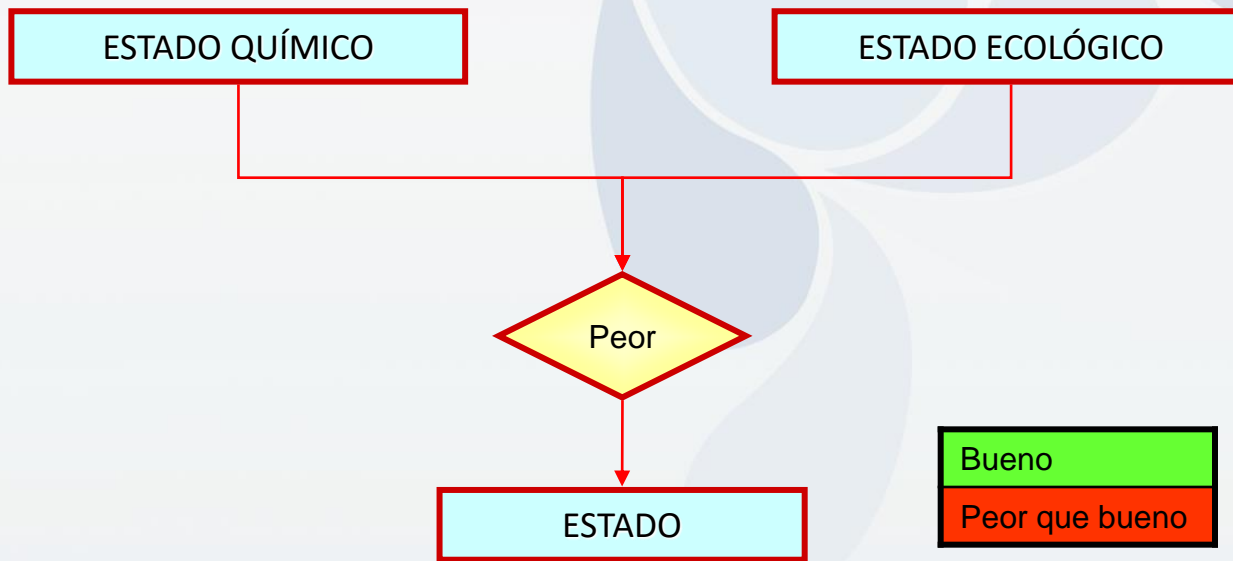 ESTADO QUÍMICO
ESTADO ECOLÓGICO
Peor
ESTADO
Bueno
Peor que bueno